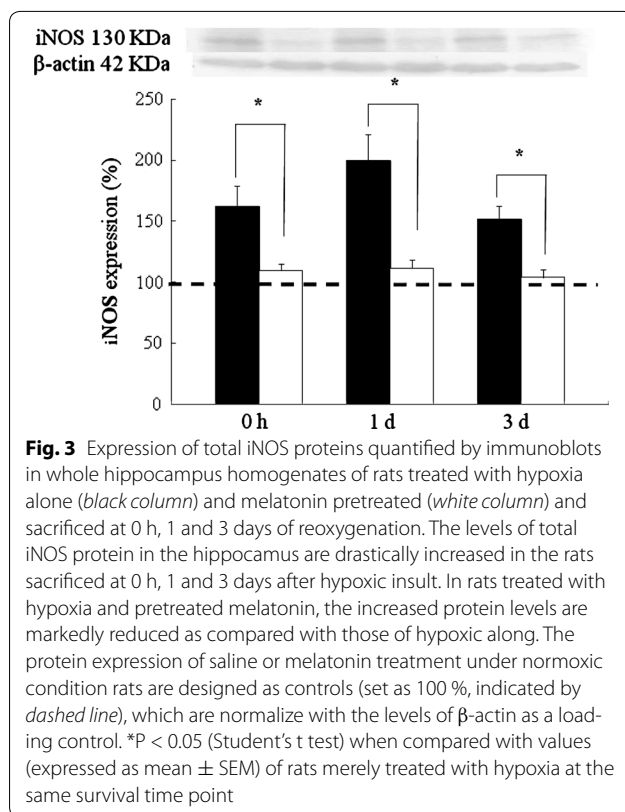 iNOS 130 KDa
β-actin 42 KDa
250
200
150
100
50
0
iNOS expression (%)
*
*
*
0 h 1 d 3 d
Fig. 3 Expression of total iNOS proteins quantified by immunoblots
in whole hippocampus homogenates of rats treated with hypoxia
alone (black column) and melatonin pretreated (white column) and
sacrificed at 0 h, 1 and 3 days of reoxygenation. The levels of total
iNOS protein in the hippocamus are drastically increased in the rats
sacrificed at 0 h, 1 and 3 days after hypoxic insult. In rats treated with
hypoxia and pretreated melatonin, the increased protein levels are
markedly reduced as compared with those of hypoxic along. The
protein expression of saline or melatonin treatment under normoxic
condition rats are designed as controls (set as 100 %, indicated by
dashed line), which are normalize with the levels of β-actin as a load-
ing control. *P < 0.05 (Student's t test) when compared with values
(expressed as mean ± SEM) of rats merely treated with hypoxia at the
same survival time point